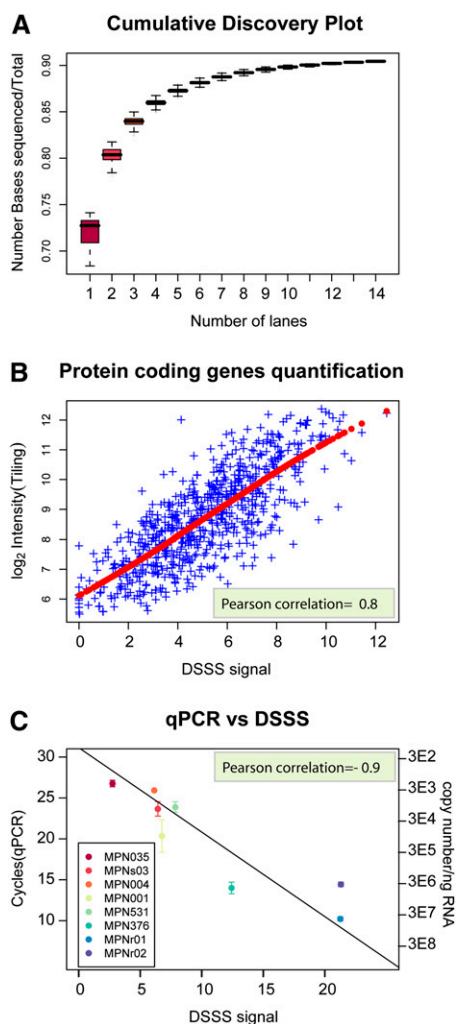 A Cumulative Discovery Plot
Number Bases sequenced/Total
0.90
0.85
0.80
0.75
0.70
1 2 3 4 5 6 7 8 9 10 12 14
Number of lanes
B Protein coding genes quantification
log2 Intensity(Tiling)
12
11
10
9
8
7
6
Pearson correlation= 0.8
0 2 4 6 8 10 12
DSSS signal
C qPCR vs DSSS
Cycles(qPCR)
30
25
20
15
10
Pearson correlation=- 0.9
3E2
3E3
3E4
3E5
3E6
3E7
3E8
copy number/ng RNA
MPN035
MPNs03
MPN004
MPN001
MPN531
MPN376
MPNr01
MPNr02
0 5 10 15 20
DSSS signal